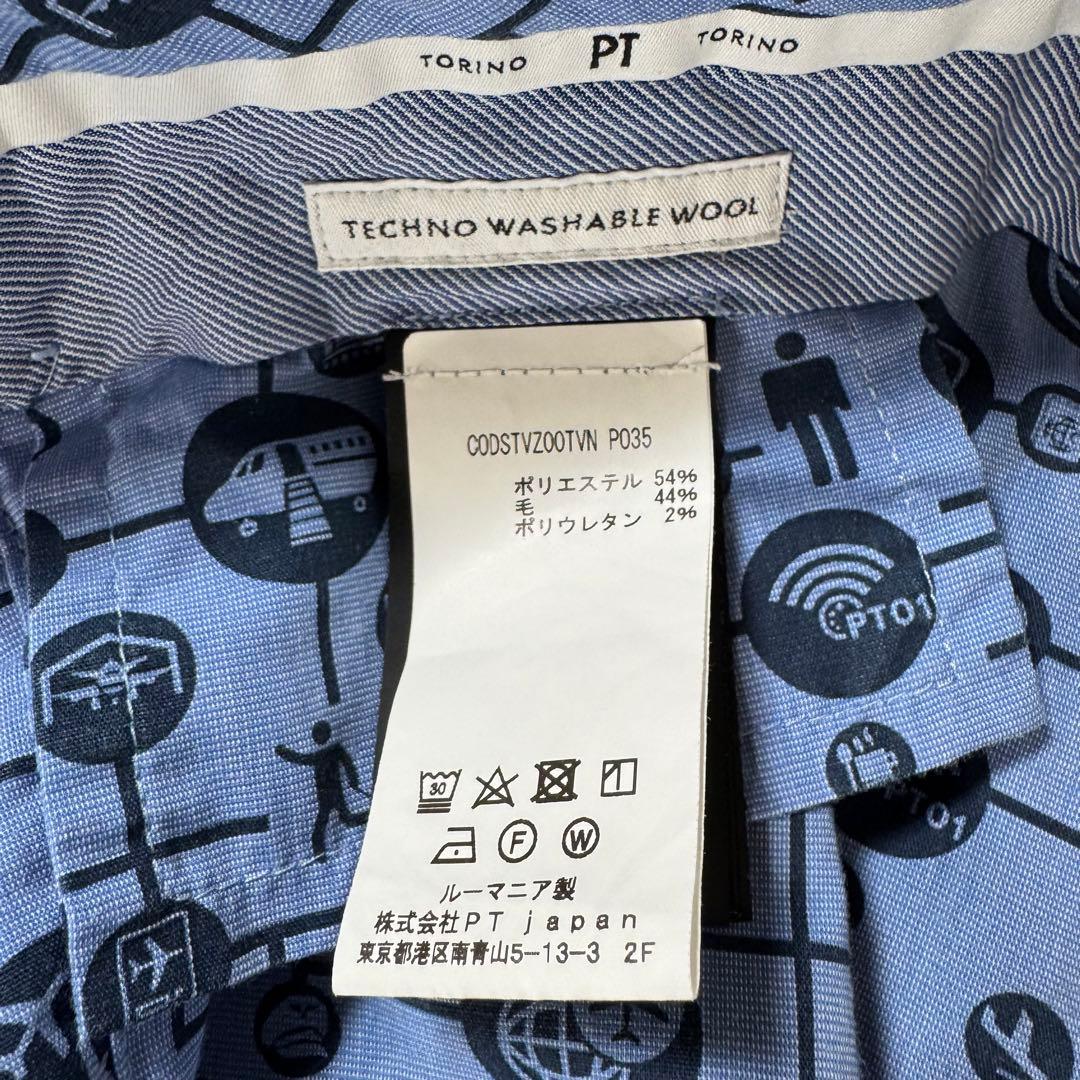 TORINO PT TORINO
TECHNO WASHABLE WOOL
CODSTVZ00TVN P035
ポリエステル 54%
毛 44%
ポリウレタン 2%
30
F W
ルーマニア製
株式会社PT japan
東京都港区南青山5-13-3 2F
PT01
PT01